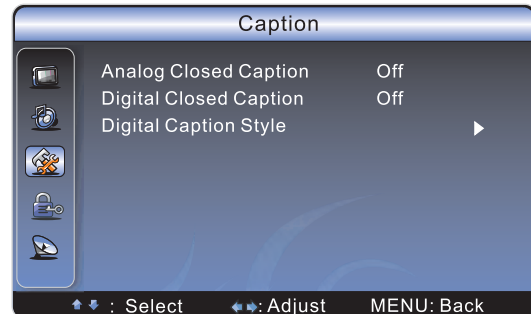 Caption
Analog Closed Caption Off
Digital Closed Caption Off
Digital Caption Style
: Select : Adjust MENU: Back